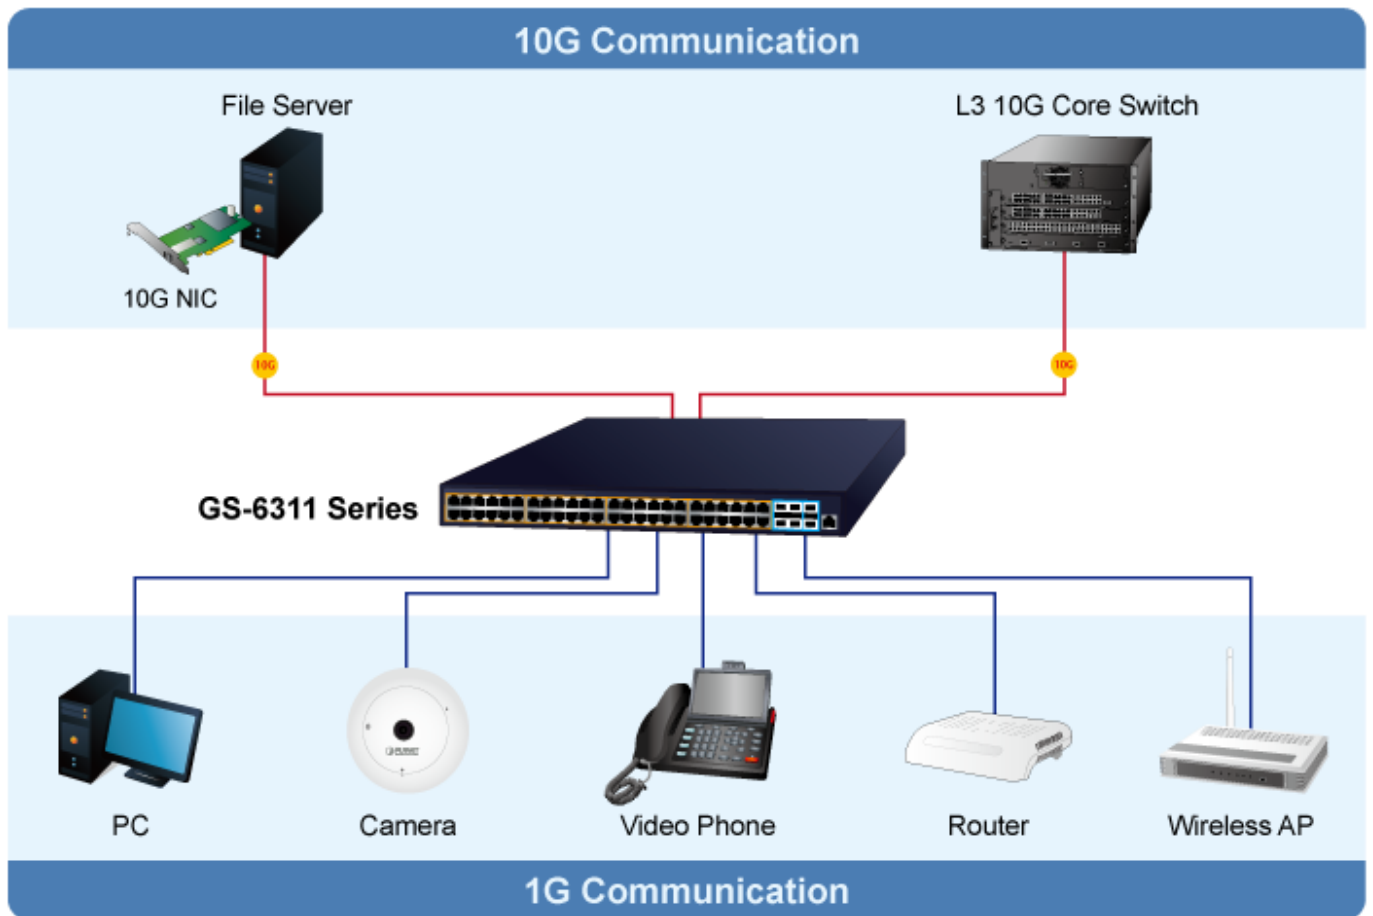 10G Communication
File Server
L3 10G Core Switch
10G NIC
10G
10G
GS-6311 Series
PLANET
PC
Camera
Video Phone
Router
Wireless AP
1G Communication